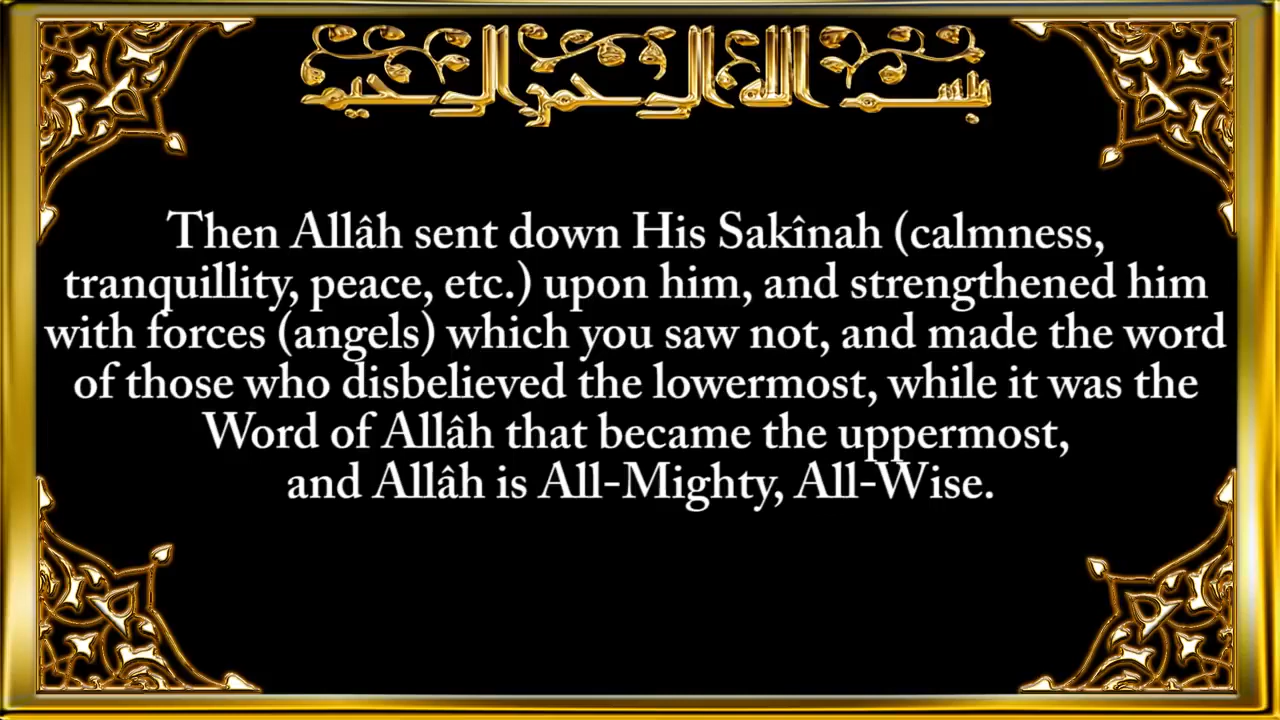 بسم الله الرحمن الرحيم
Then Allâh sent down His Sakînah (calmness,
tranquillity, peace, etc.) upon him, and strengthened him
with forces (angels) which you saw not, and made the word
of those who disbelieved the lowermost, while it was the
Word of Allâh that became the uppermost,
and Allâh is All-Mighty, All-Wise.